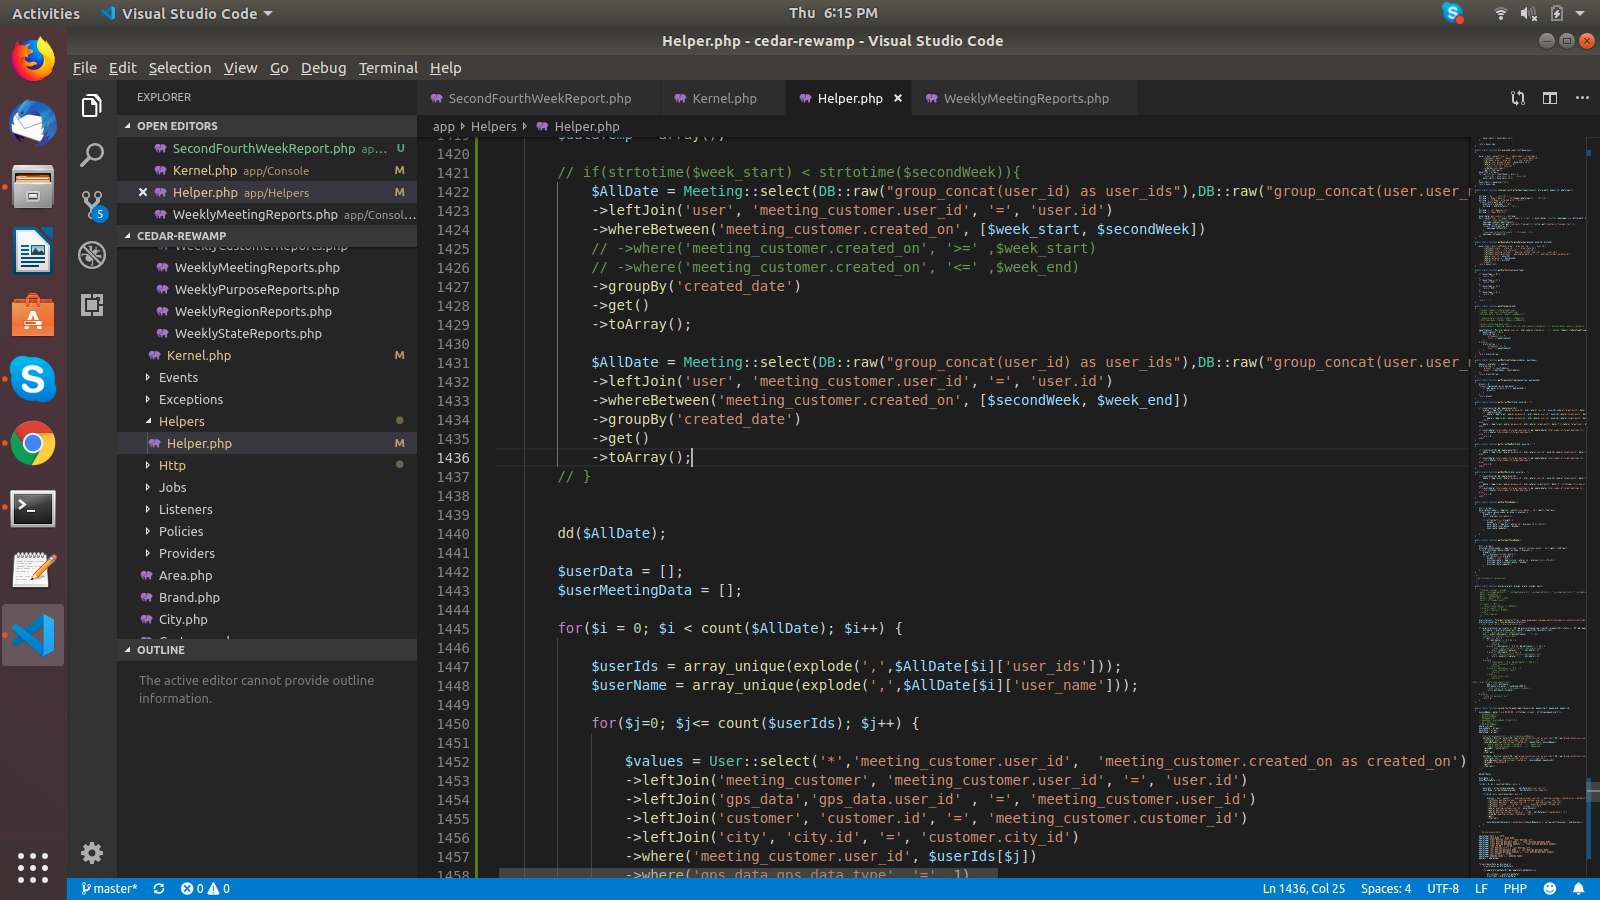 Activities
Visual Studio Code
Thu 6:15 PM
Helper.php - cedar-rewamp - Visual Studio Code
File Edit Selection View Go Debug Terminal Help
EXPLORER
OPEN EDITORS
SecondFourthWeekReport.php ap... U
Kernel.php app/Console M
Helper.php app/Helpers M
WeeklyMeetingReports.php app/Consol...
CEDAR-REWAMP
WeeklyCustomerReports.php
WeeklyMeetingReports.php
WeeklyPurposeReports.php
WeeklyRegionReports.php
WeeklyStateReports.php
Kernel.php M
Events
Exceptions
Helpers
Helper.php M
Http
Jobs
Listeners
Policies
Providers
Area.php
Brand.php
City.php
OUTLINE
The active editor cannot provide outline
information.
5
SecondFourthWeekReport.php
Kernel.php
Helper.php
WeeklyMeetingReports.php
app Helpers Helper.php
1419 $dataTemp = array();
1420
1421 // if(strtotime($week_start) < strtotime($secondWeek)){
1422 $AllDate = Meeting::select(DB::raw("group_concat(user_id) as user_ids"),DB::raw("group_concat(user.user_n
1423 ->leftJoin('user', 'meeting_customer.user_id', '=', 'user.id')
1424 ->whereBetween('meeting_customer.created_on', [$week_start, $secondWeek])
1425 // ->where('meeting_customer.created_on', '>=' ,$week_start)
1426 // ->where('meeting_customer.created_on', '<=' ,$week_end)
1427 ->groupBy('created_date')
1428 ->get()
1429 ->toArray();
1430
1431 $AllDate = Meeting::select(DB::raw("group_concat(user_id) as user_ids"),DB::raw("group_concat(user.user_n
1432 ->leftJoin('user', 'meeting_customer.user_id', '=', 'user.id')
1433 ->whereBetween('meeting_customer.created_on', [$secondWeek, $week_end])
1434 ->groupBy('created_date')
1435 ->get()
1436 ->toArray();
1437 // }
1438
1439
1440 dd($AllDate);
1441
1442 $userData = [];
1443 $userMeetingData = [];
1444
1445 for($i = 0; $i < count($AllDate); $i++) {
1446
1447 $userIds = array_unique(explode(',',$AllDate[$i]['user_ids']));
1448 $userName = array_unique(explode(',',$AllDate[$i]['user_name']));
1449
1450 for($j=0; $j<= count($userIds); $j++) {
1451
1452 $values = User::select('*','meeting_customer.user_id', 'meeting_customer.created_on as created_on')
1453 ->leftJoin('meeting_customer', 'meeting_customer.user_id', '=', 'user.id')
1454 ->leftJoin('gps_data','gps_data.user_id' , '=', 'meeting_customer.user_id')
1455 ->leftJoin('customer', 'customer.id', '=', 'meeting_customer.customer_id')
1456 ->leftJoin('city', 'city.id', '=', 'customer.city_id')
1457 ->where('meeting_customer.user_id', $userIds[$j])
1458 ->where('gps_data.gps_data_type', '=', 1)
master* 0 0
Ln 1436, Col 25 Spaces: 4 UTF-8 LF PHP